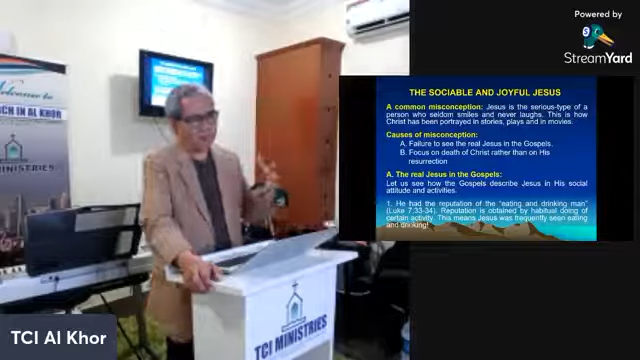 Powered by
StreamYard
THE SOCIABLE AND JOYFUL JESUS
A common misconception: Jesus is the serious-type of a
person who seldom smiles and never laughs. This is how
Christ has been portrayed in stories, plays and in movies.
Causes of misconception:
A. Failure to see the real Jesus in the Gospels.
B. Focus on death of Christ rather than on His
resurrection
A. The real Jesus in the Gospels:
Let us see how the Gospels describe Jesus in His social
attitude and activities.
1. He had the reputation of the "eating and drinking man"
(Luke 7:33-34). Reputation is obtained by habitual doing of
certain activity. This means Jesus was frequently seen eating
and drinking!
Welcome to
CH IN AL KHOR
MINISTRIES
TCI MINISTRIES
TCI Al Khor